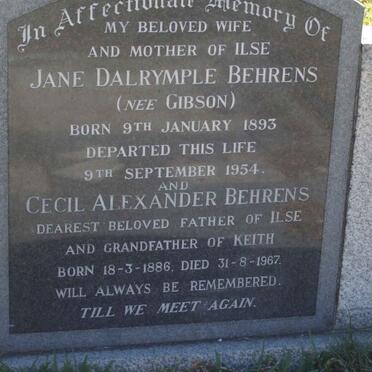 In Affectionate Memory Of
MY BELOVED WIFE
AND MOTHER OF ILSE
JANE DALRYMPLE BEHRENS
(NEE GIBSON)
BORN 9TH JANUARY 1893
DEPARTED THIS LIFE
9TH SEPTEMBER 1954.
AND
CECIL ALEXANDER BEHRENS
DEAREST BELOVED FATHER OF ILSE
AND GRANDFATHER OF KEITH
BORN 18-3-1886, DIED 31-8-1967.
WILL ALWAYS BE REMEMBERED.
TILL WE MEET AGAIN.